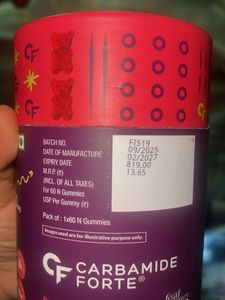 CF
BATCH NO. FI519
DATE OF MANUFACTURE 09/2025
EXPIRY DATE 02/2027
M.R.P (₹) 819.00
(INCL. OF ALL TAXES)
For 60 N Gummies
USP Per Gummy (₹) 13.65
Pack of : 1x60 N Gummies
Images used are for illustrative purpose only.
CF CARBAMIDE
FORTE®